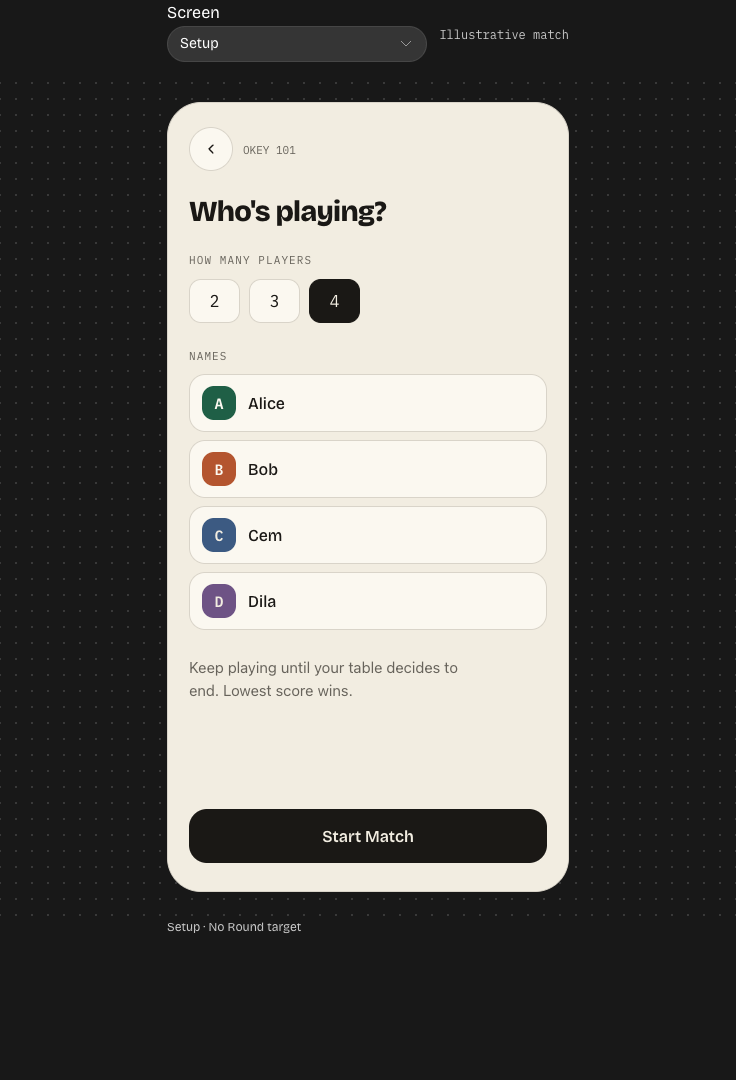 Screen
Setup
Illustrative match
OKEY 101
Who's playing?
HOW MANY PLAYERS
2 3 4
NAMES
A Alice
B Bob
C Cem
D Dila
Keep playing until your table decides to
end. Lowest score wins.
Start Match
Setup · No Round target